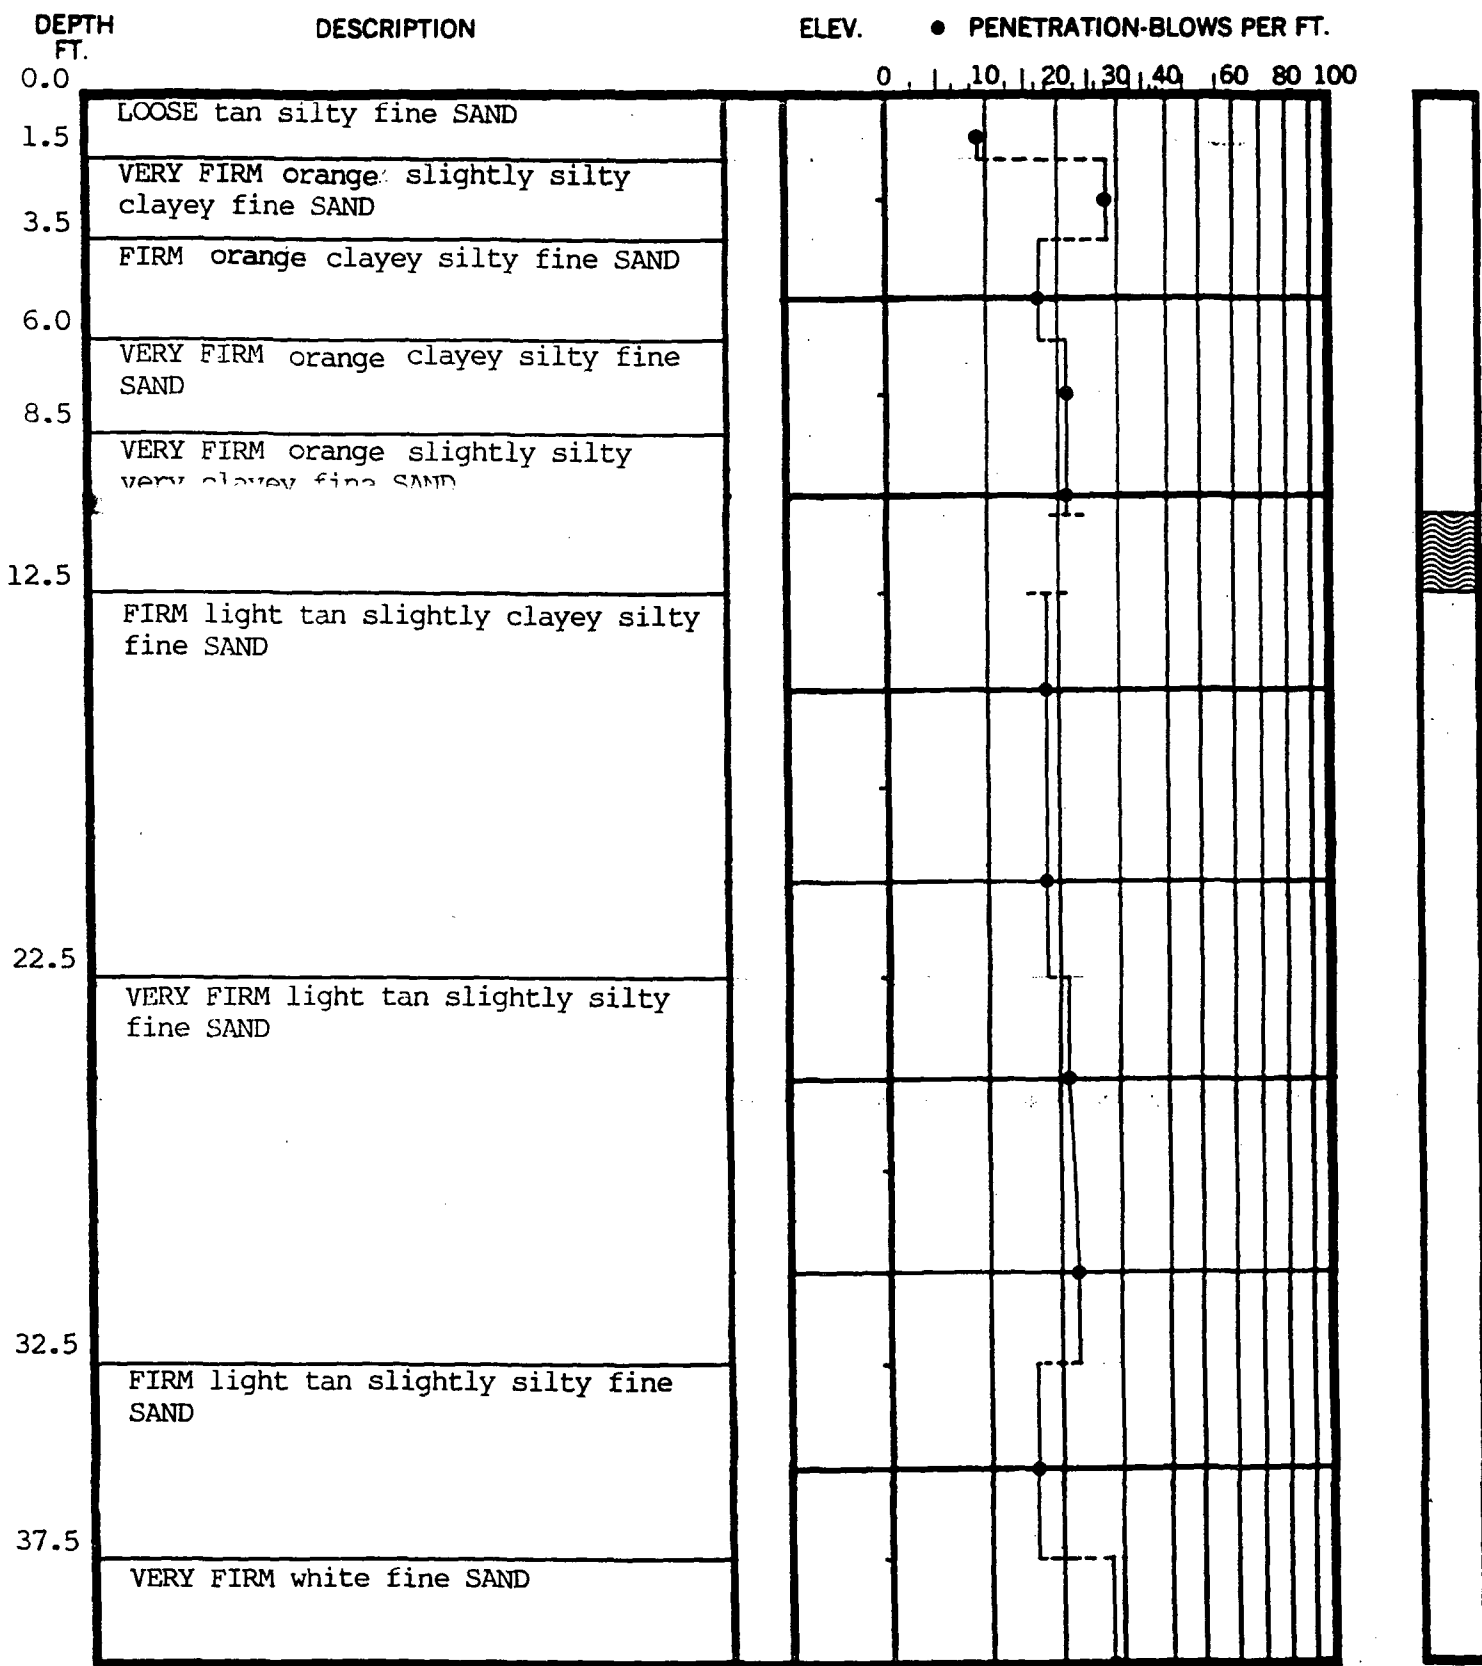 DEPTH FT. DESCRIPTION ELEV. ● PENETRATION-BLOWS PER FT.
0.0 0 10 20 30 40 60 80 100
LOOSE tan silty fine SAND
1.5
VERY FIRM orange slightly silty
clayey fine SAND
3.5
FIRM orange clayey silty fine SAND
6.0
VERY FIRM orange clayey silty fine
SAND
8.5
VERY FIRM orange slightly silty
very clayey fine SAND
12.5
FIRM light tan slightly clayey silty
fine SAND
22.5
VERY FIRM light tan slightly silty
fine SAND
32.5
FIRM light tan slightly silty fine
SAND
37.5
VERY FIRM white fine SAND